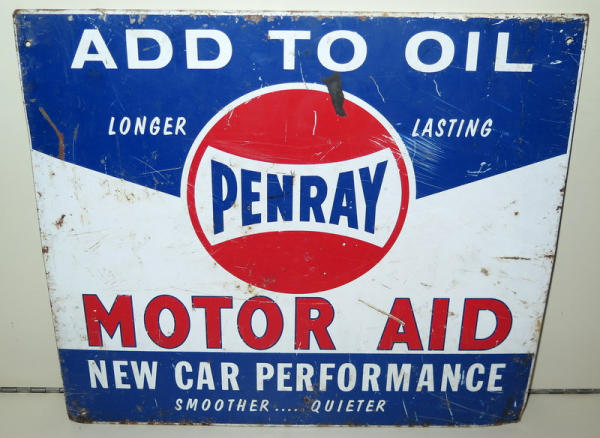 ADD TO OIL
LONGER LASTING
PENRAY
MOTOR AID
NEW CAR PERFORMANCE
SMOOTHER....QUIETER